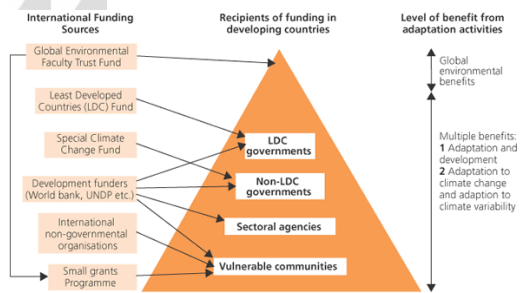 International Funding
Sources
Global Environmental
Faculty Trust Fund
Least Developed
Countries (LDC) Fund
Special Climate
Change Fund
Development funders
(World bank, UNDP etc.)
International
non-governmental
organisations
Small grants
Programme
Recipients of funding in
developing countries
LDC
governments
Non-LDC
governments
Sectoral agencies
Vulnerable communities
Level of benefit from
adaptation activities
Global
environmental
benefits
Multiple benefits:
1 Adaptation and
development
2 Adaptation to
climate change
and adaption to
climate variability